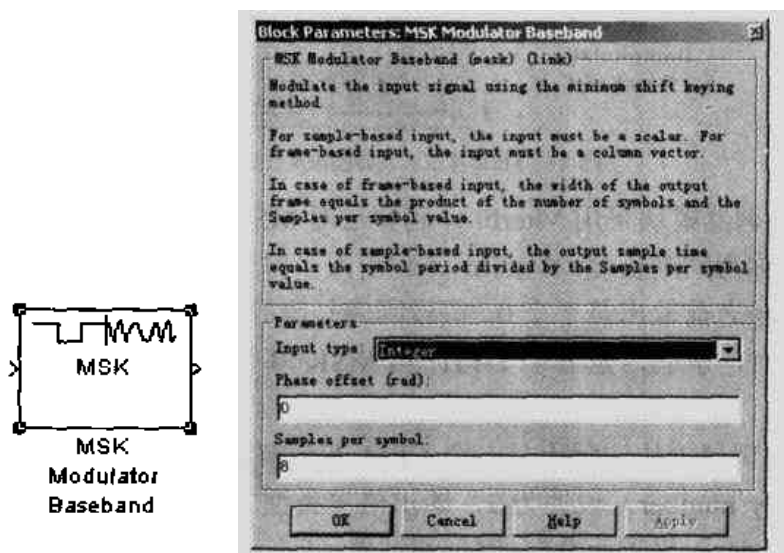 MSK
MSK
Modulator
Baseband
Block Parameters: MSK Modulator Baseband
MSK Modulator Baseband (mask) (link)
Modulate the input signal using the minimum shift keying
method
For sample-based input, the input must be a scalar. For
frame-based input, the input must be a column vector.
In case of frame-based input, the width of the output
frame equals the product of the number of symbols and the
Samples per symbol value.
In case of sample-based input, the output sample time
equals the symbol period divided by the Samples per symbol
value.
Parameters
Input type: Integer
Phase offset (rad):
0
Samples per symbol:
8
OK Cancel Help Apply